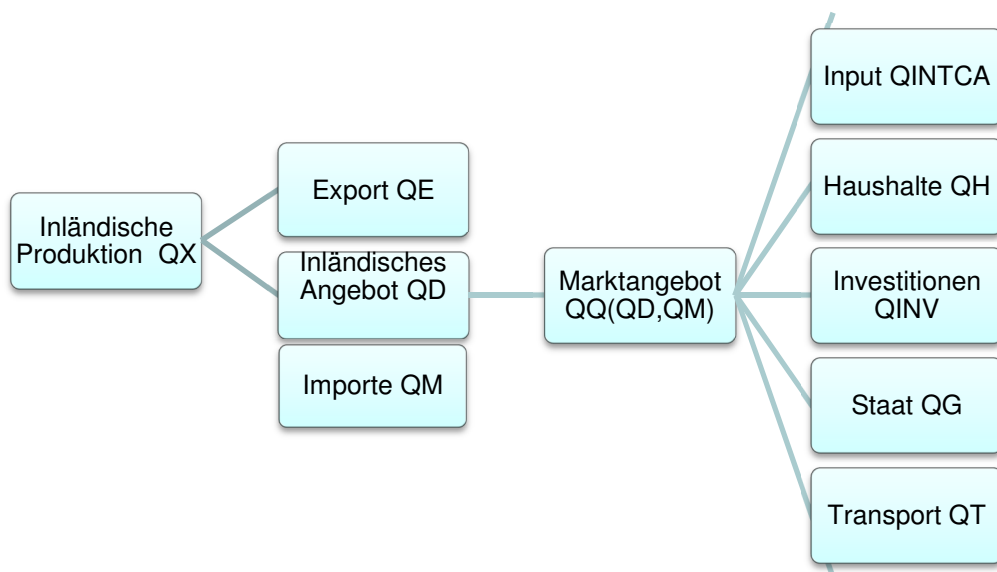 Inländische
Produktion QX
Export QE
Inländisches
Angebot QD
Importe QM
Marktangebot
QQ(QD,QM)
Input QINTCA
Haushalte QH
Investitionen
QINV
Staat QG
Transport QT